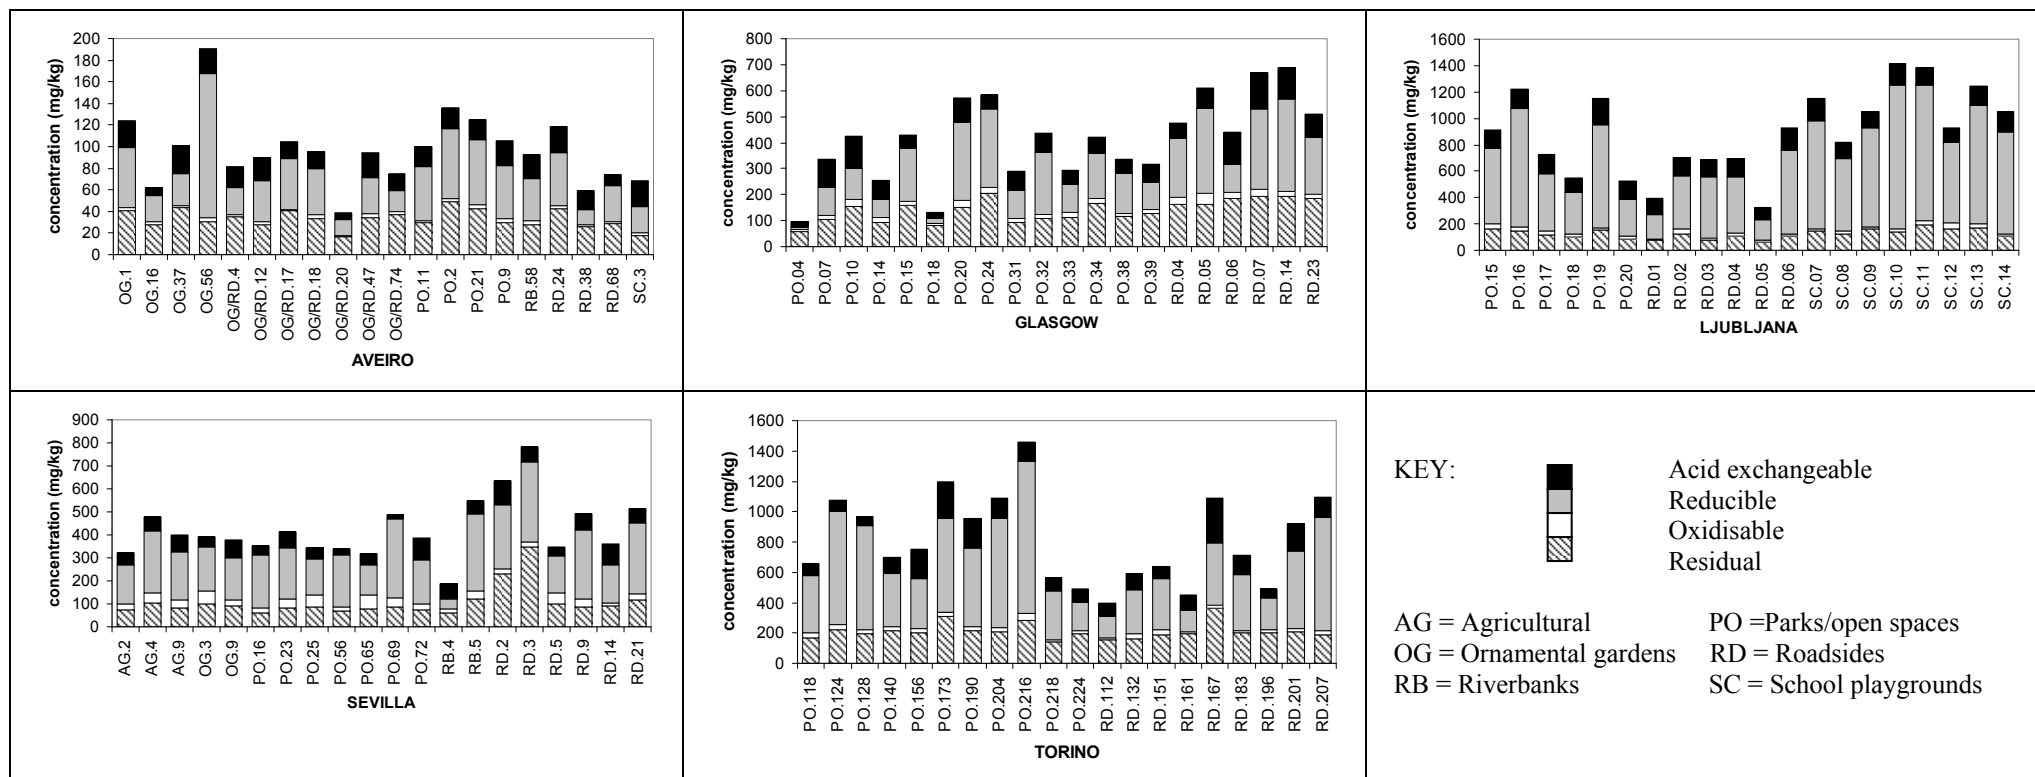 concentration (mg/kg)
200
180
160
140
120
100
80
60
40
20
0
OG.1
OG.16
OG.37
OG.56
OG/RD.4
OG/RD.12
OG/RD.17
OG/RD.18
OG/RD.20
OG/RD.47
OG/RD.74
PO.11
PO.2
PO.21
PO.9
RB.58
RD.24
RD.38
RD.68
SC.3
AVEIRO
concentration (mg/kg)
800
700
600
500
400
300
200
100
0
PO.04
PO.07
PO.10
PO.14
PO.15
PO.18
PO.20
PO.24
PO.31
PO.32
PO.33
PO.34
PO.38
PO.39
RD.04
RD.05
RD.06
RD.07
RD.14
RD.23
GLASGOW
concentration (mg/kg)
1600
1400
1200
1000
800
600
400
200
0
PO.15
PO.16
PO.17
PO.18
PO.19
PO.20
RD.01
RD.02
RD.03
RD.04
RD.05
RD.06
SC.07
SC.08
SC.09
SC.10
SC.11
SC.12
SC.13
SC.14
LJUBLJANA
concentration (mg/kg)
900
800
700
600
500
400
300
200
100
0
AG.2
AG.4
AG.9
OG.3
OG.9
PO.16
PO.23
PO.25
PO.56
PO.65
PO.69
PO.72
RB.4
RB.5
RD.2
RD.3
RD.5
RD.9
RD.14
RD.21
SEVILLA
concentration (mg/kg)
1600
1400
1200
1000
800
600
400
200
0
PO.118
PO.124
PO.128
PO.140
PO.156
PO.173
PO.190
PO.204
PO.216
PO.218
PO.224
RD.112
RD.132
RD.151
RD.161
RD.167
RD.183
RD.196
RD.201
RD.207
TORINO
KEY:
Acid exchangeable
Reducible
Oxidisable
Residual
AG = Agricultural PO =Parks/open spaces
OG = Ornamental gardens RD = Roadsides
RB = Riverbanks SC = School playgrounds